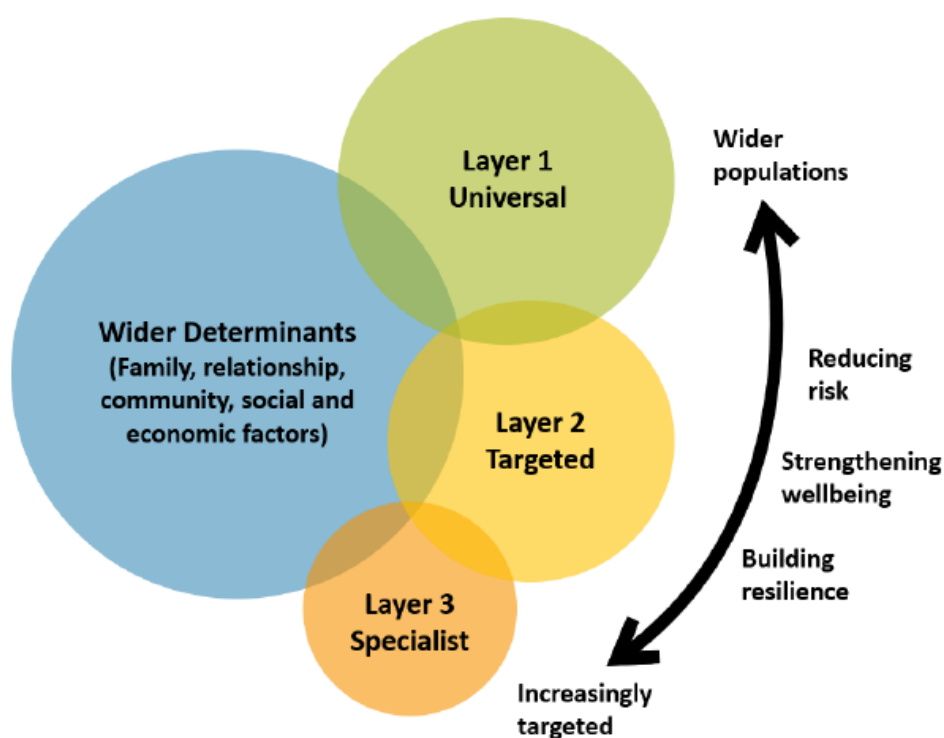 Layer 1
Universal
Wider
populations
Wider Determinants
(Family, relationship,
community, social and
economic factors)
Reducing
risk
Layer 2
Targeted
Strengthening
wellbeing
Building
resilience
Layer 3
Specialist
Increasingly
targeted